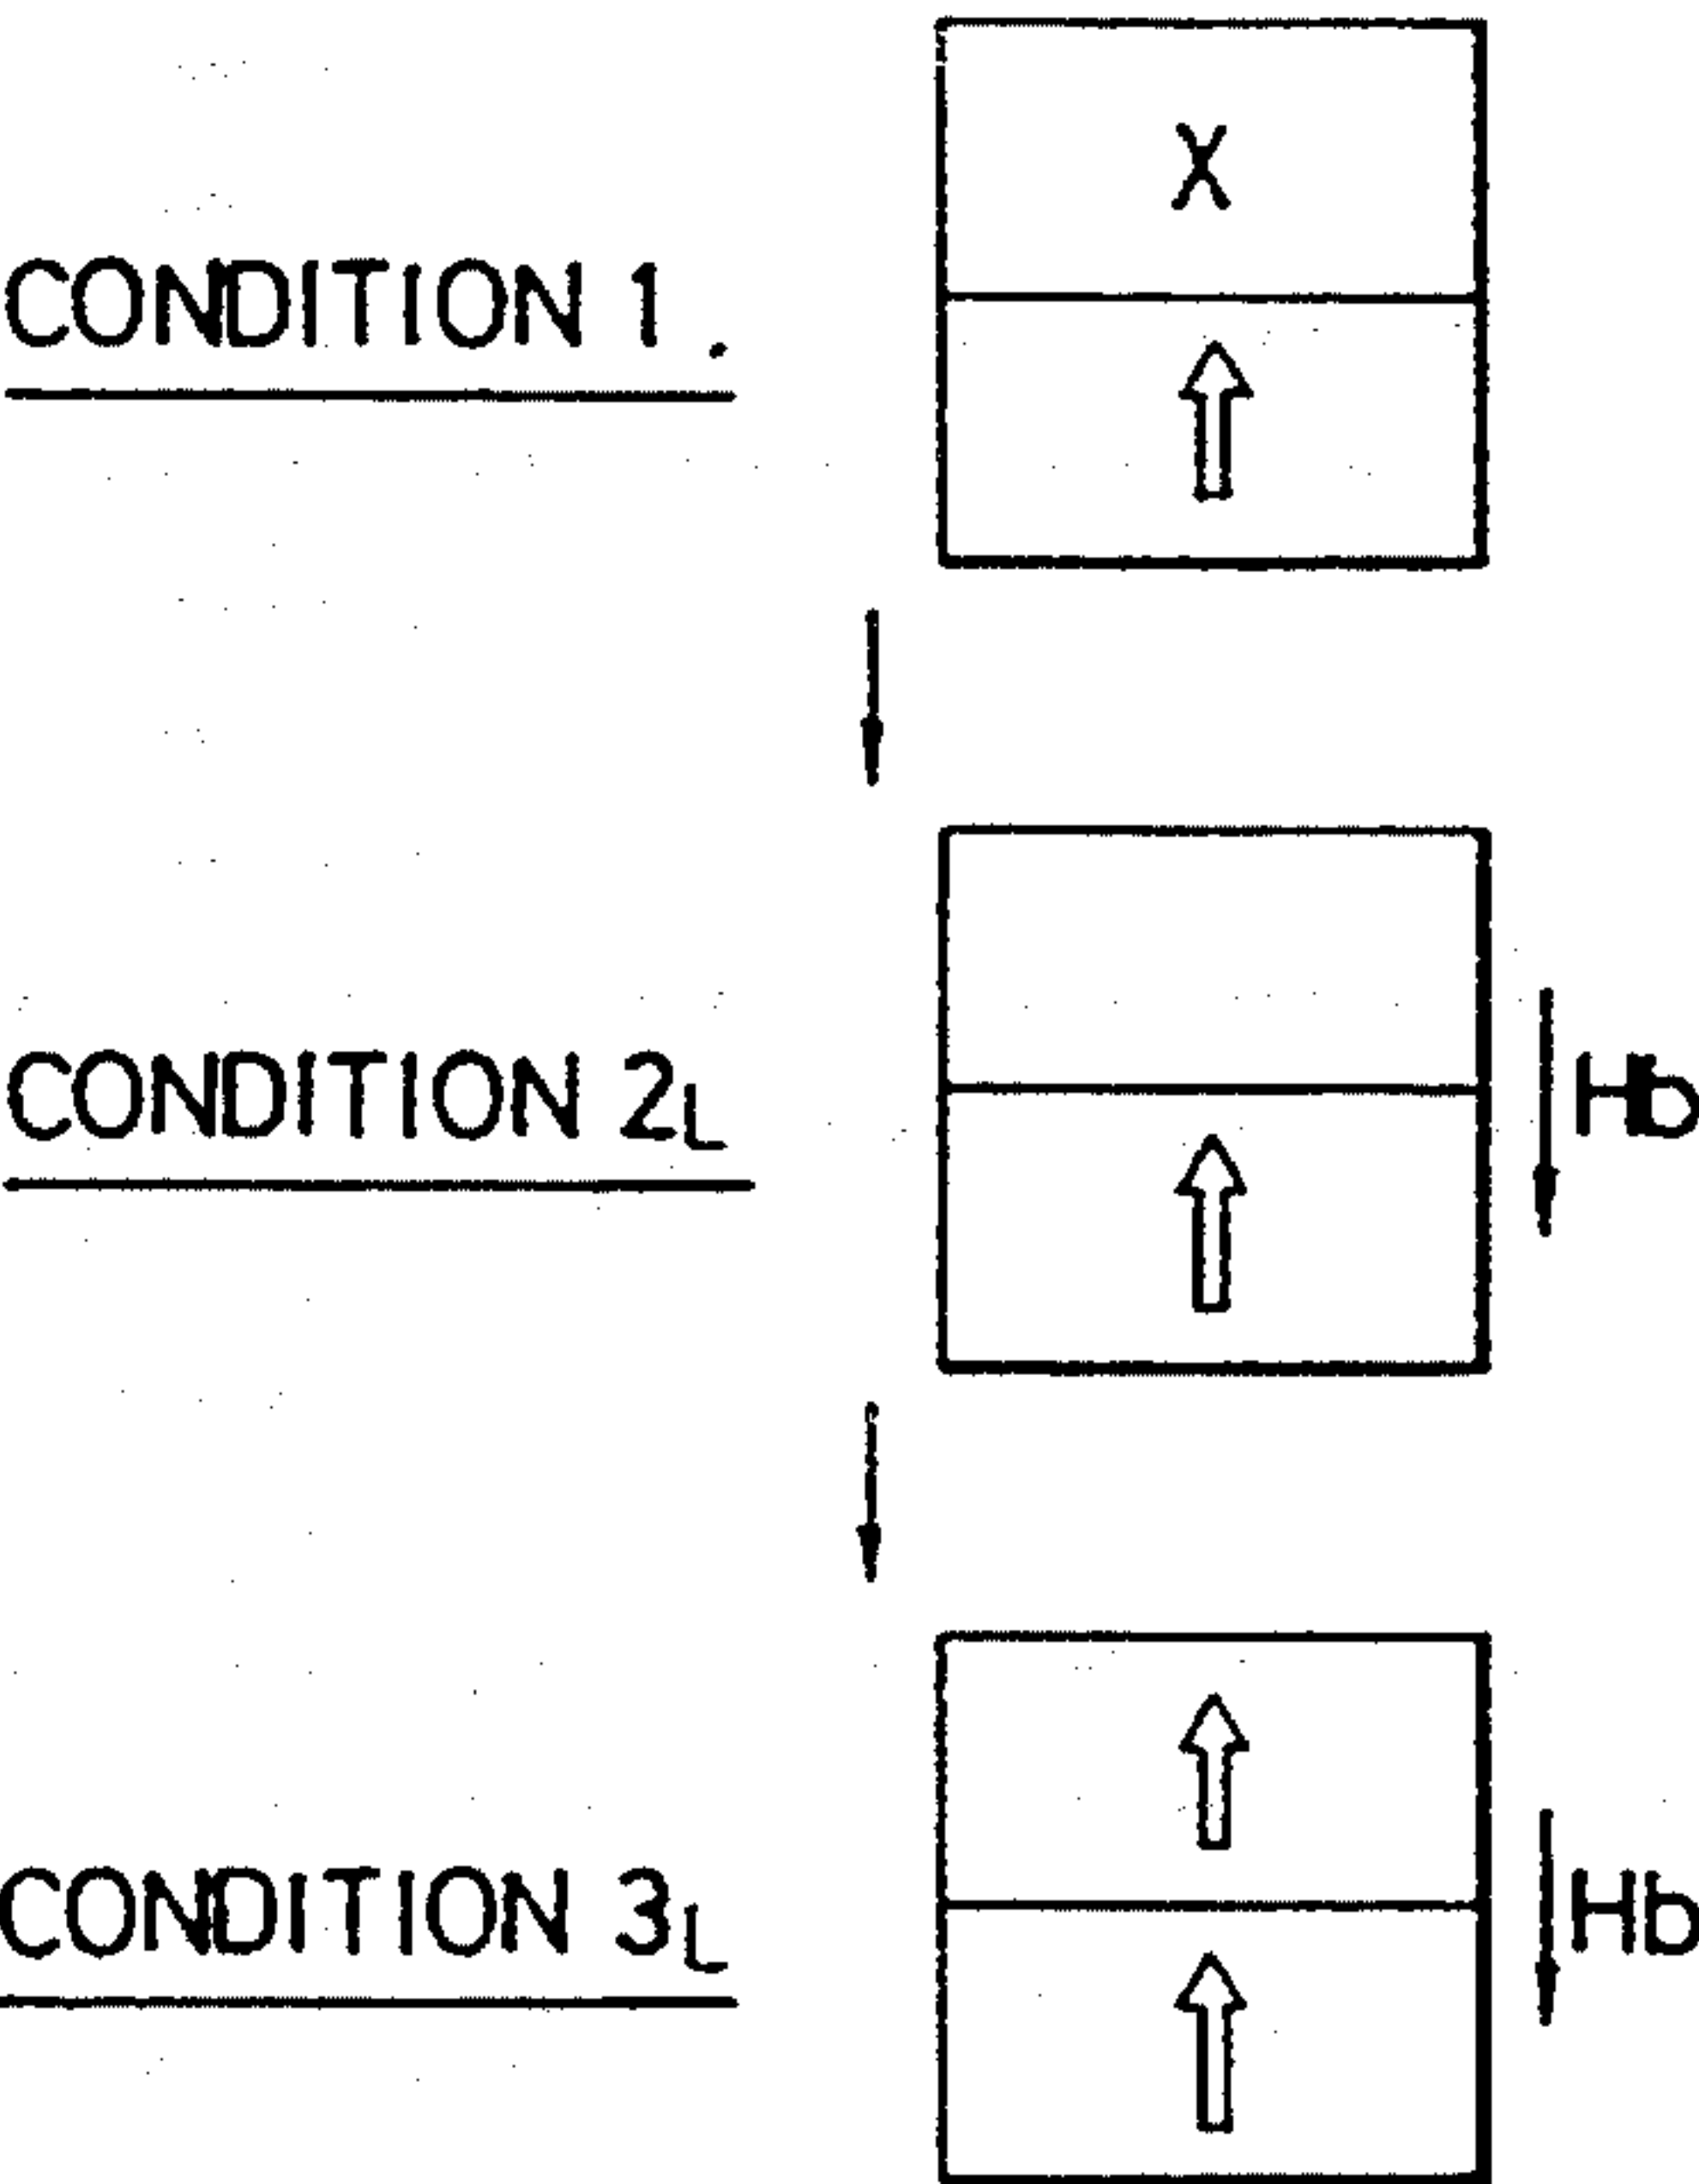 X
CONDITION 1.
CONDITION 2L
Hb
CONDITION 3L
Hb